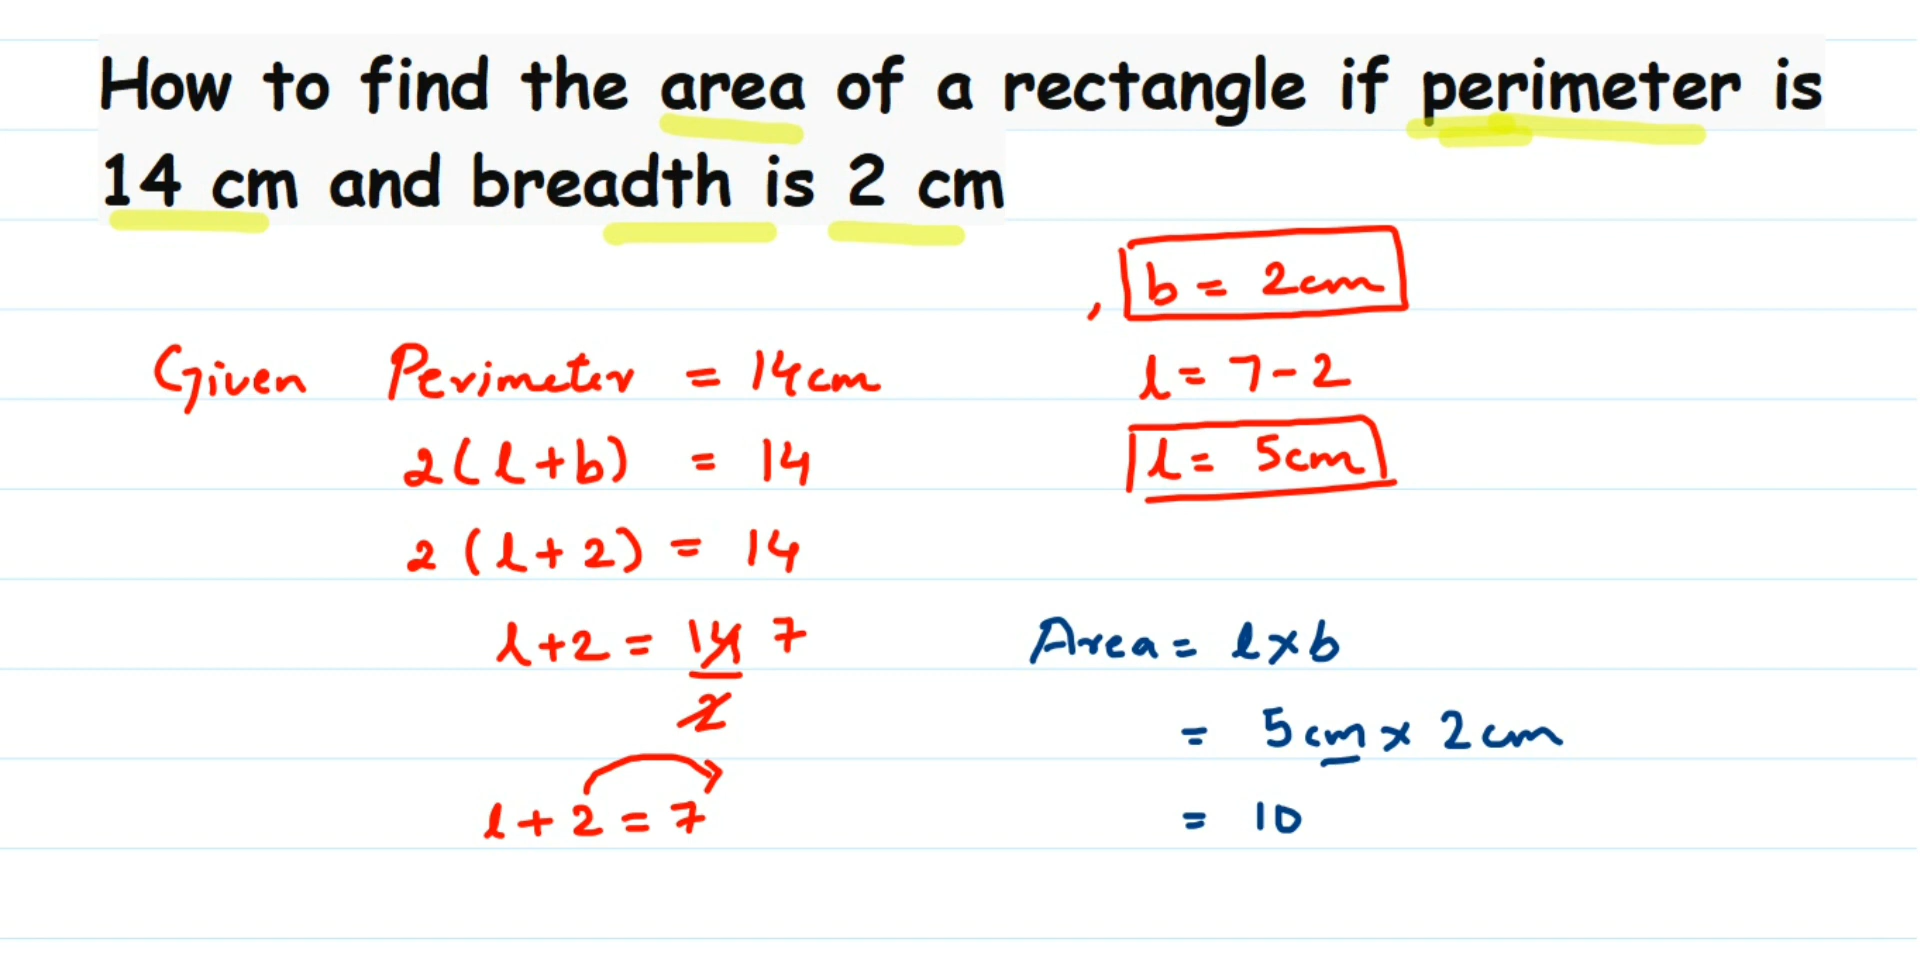 How to find the area of a rectangle if perimeter is
14 cm and breadth is 2 cm
Given Perimeter = 14cm
2(l+b) = 14
2(l+2) = 14
l+2 = 14/2 7
l+2 = 7
, b = 2cm
l = 7-2
l = 5cm
Area = l×b
= 5cm × 2cm
= 10